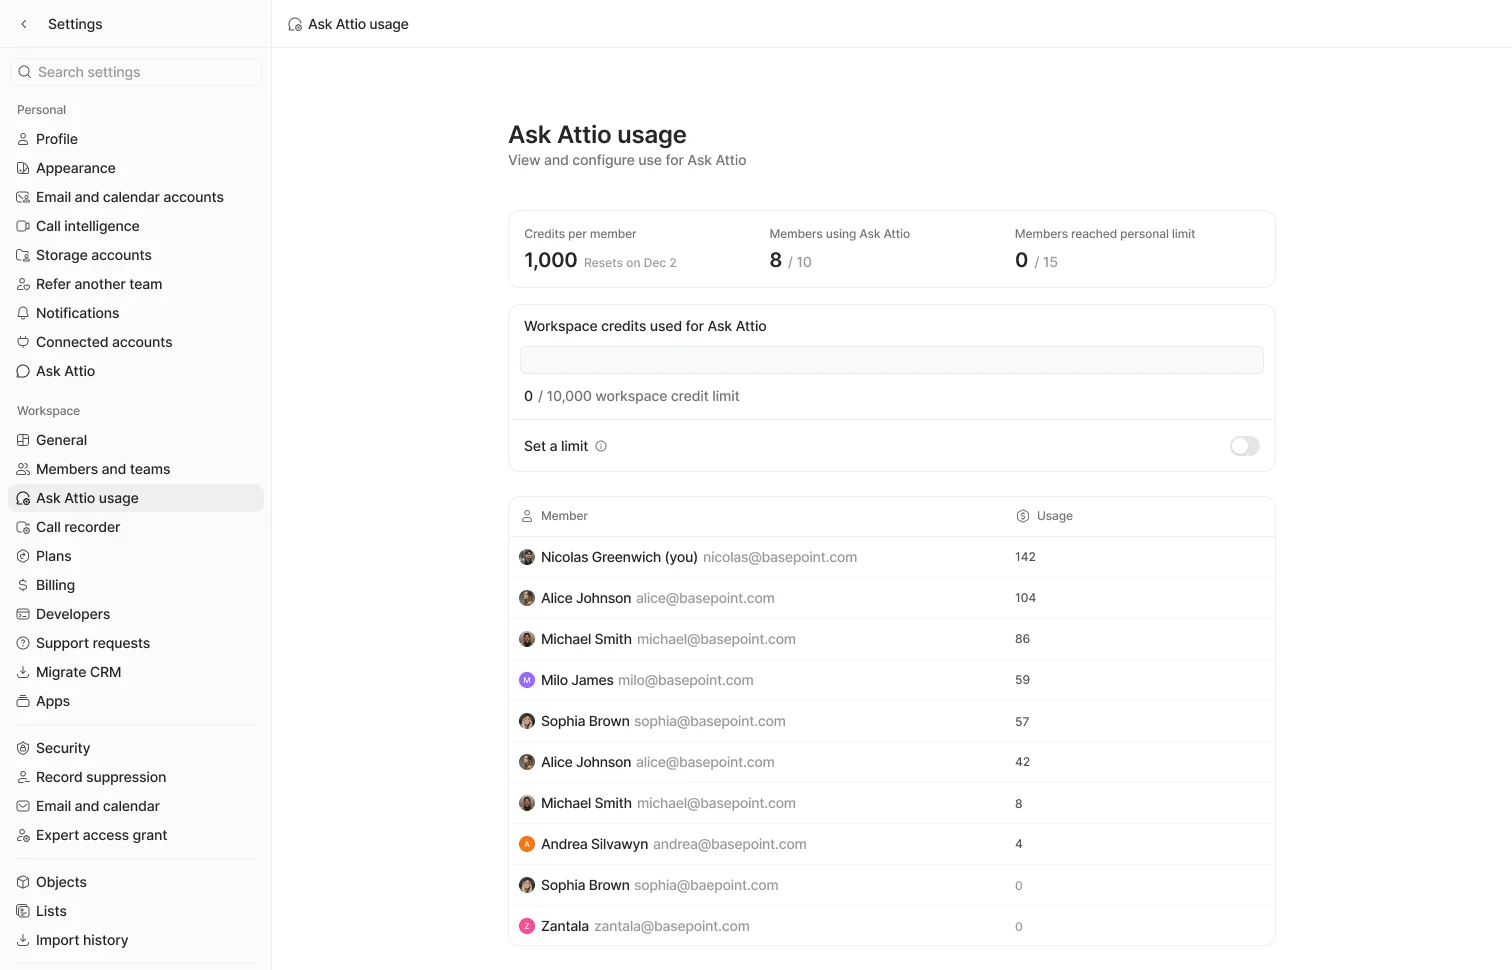 Settings
Search settings
Personal
Profile
Appearance
Email and calendar accounts
Call intelligence
Storage accounts
Refer another team
Notifications
Connected accounts
Ask Attio
Workspace
General
Members and teams
Ask Attio usage
Call recorder
Plans
Billing
Developers
Support requests
Migrate CRM
Apps
Security
Record suppression
Email and calendar
Expert access grant
Objects
Lists
Import history
Ask Attio usage
Ask Attio usage
View and configure use for Ask Attio
Credits per member
1,000 Resets on Dec 2
Members using Ask Attio
8 / 10
Members reached personal limit
0 / 15
Workspace credits used for Ask Attio
0 / 10,000 workspace credit limit
Set a limit
Member Usage
Nicolas Greenwich (you) nicolas@basepoint.com 142
Alice Johnson alice@basepoint.com 104
Michael Smith michael@basepoint.com 86
M Milo James milo@basepoint.com 59
Sophia Brown sophia@basepoint.com 57
Alice Johnson alice@basepoint.com 42
Michael Smith michael@basepoint.com 8
A Andrea Silvawyn andrea@basepoint.com 4
Sophia Brown sophia@baepoint.com 0
Z Zantala zantala@basepoint.com 0